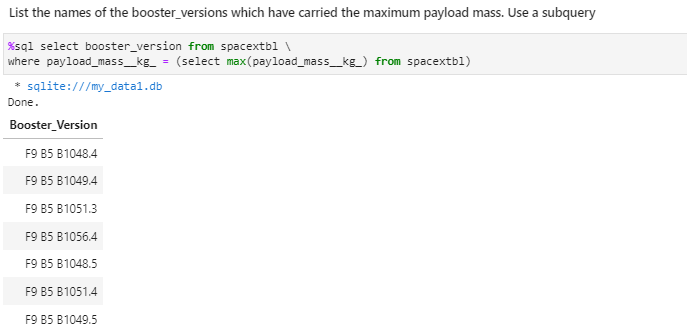 List the names of the booster_versions which have carried the maximum payload mass. Use a subquery
%sql select booster_version from spacextbl \
where payload_mass__kg_ = (select max(payload_mass__kg_) from spacextbl)
* sqlite:///my_data1.db
Done.
Booster_Version
F9 B5 B1048.4
F9 B5 B1049.4
F9 B5 B1051.3
F9 B5 B1056.4
F9 B5 B1048.5
F9 B5 B1051.4
F9 B5 B1049.5